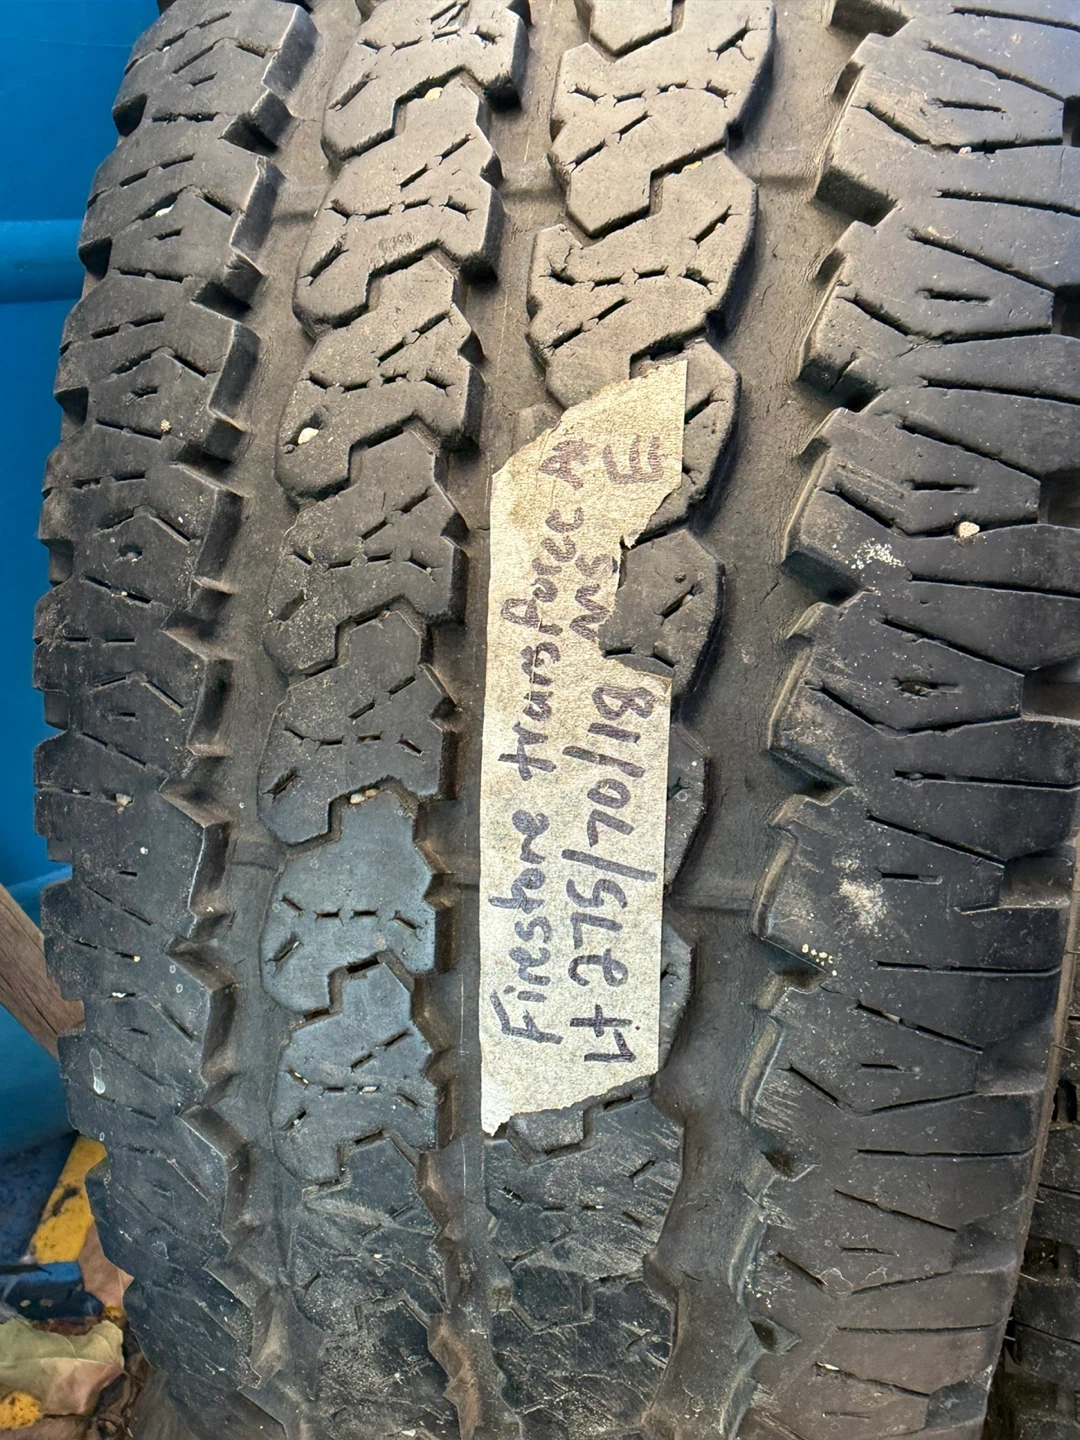 Firestone transforce At
Lt 275/70/18 MS E